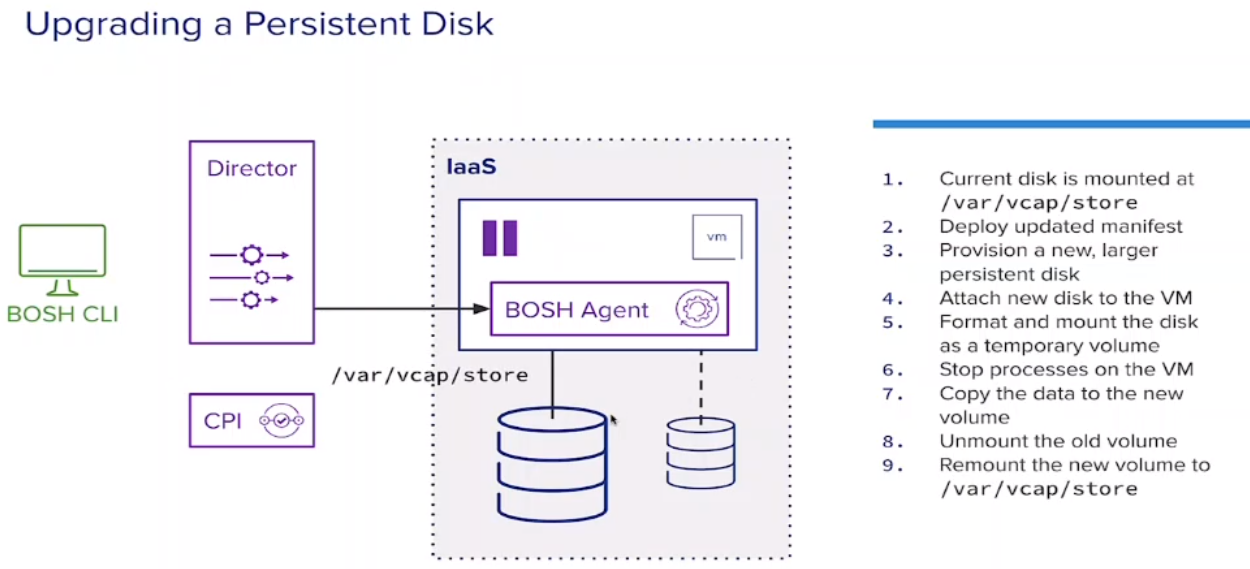 Upgrading a Persistent Disk
Director
IaaS
vm
BOSH Agent
BOSH CLI
/var/vcap/store
CPI
1. Current disk is mounted at
/var/vcap/store
2. Deploy updated manifest
3. Provision a new, larger
persistent disk
4. Attach new disk to the VM
5. Format and mount the disk
as a temporary volume
6. Stop processes on the VM
7. Copy the data to the new
volume
8. Unmount the old volume
9. Remount the new volume to
/var/vcap/store